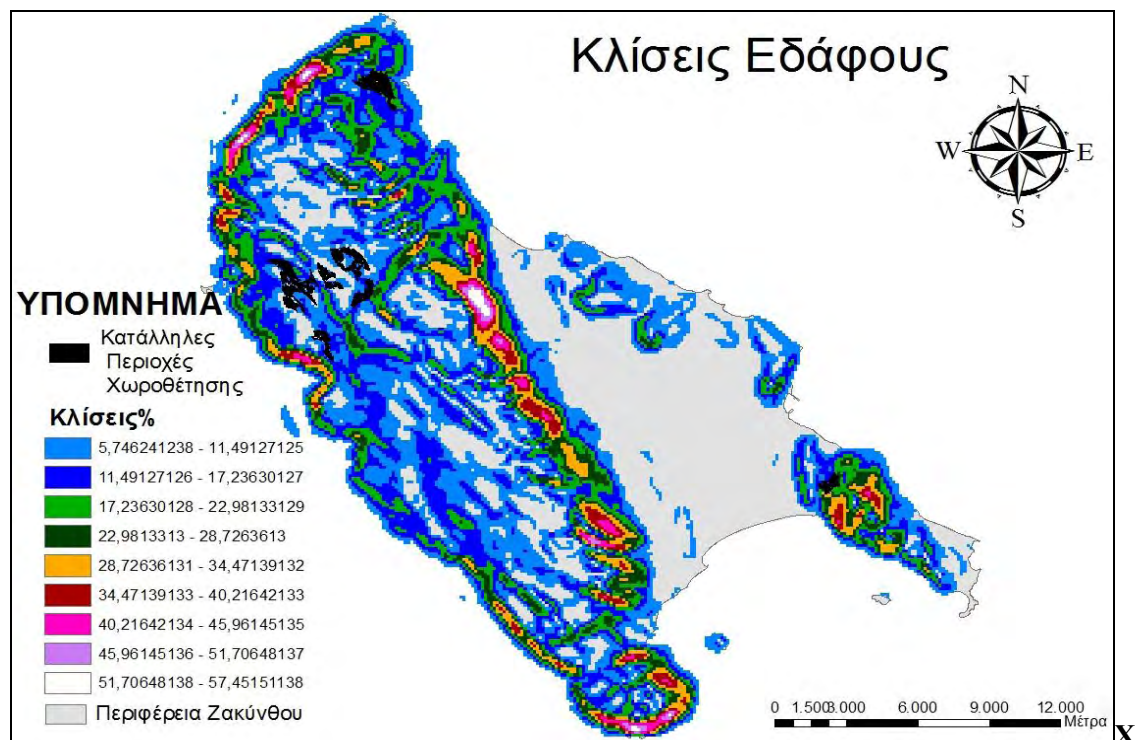 Κλίσεις Εδάφους
N
W E
S
ΥΠΟΜΝΗΜΑ
Κατάλληλες
Περιοχές
Χωροθέτησης
Κλίσεις%
5,746241238 - 11,49127125
11,49127126 - 17,23630127
17,23630128 - 22,98133129
22,9813313 - 28,7263613
28,72636131 - 34,47139132
34,47139133 - 40,21642133
40,21642134 - 45,96145135
45,96145136 - 51,70648137
51,70648138 - 57,45151138
Περιφέρεια Ζακύνθου
0 1.500 3.000 6.000 9.000 12.000
Μέτρα
Χ